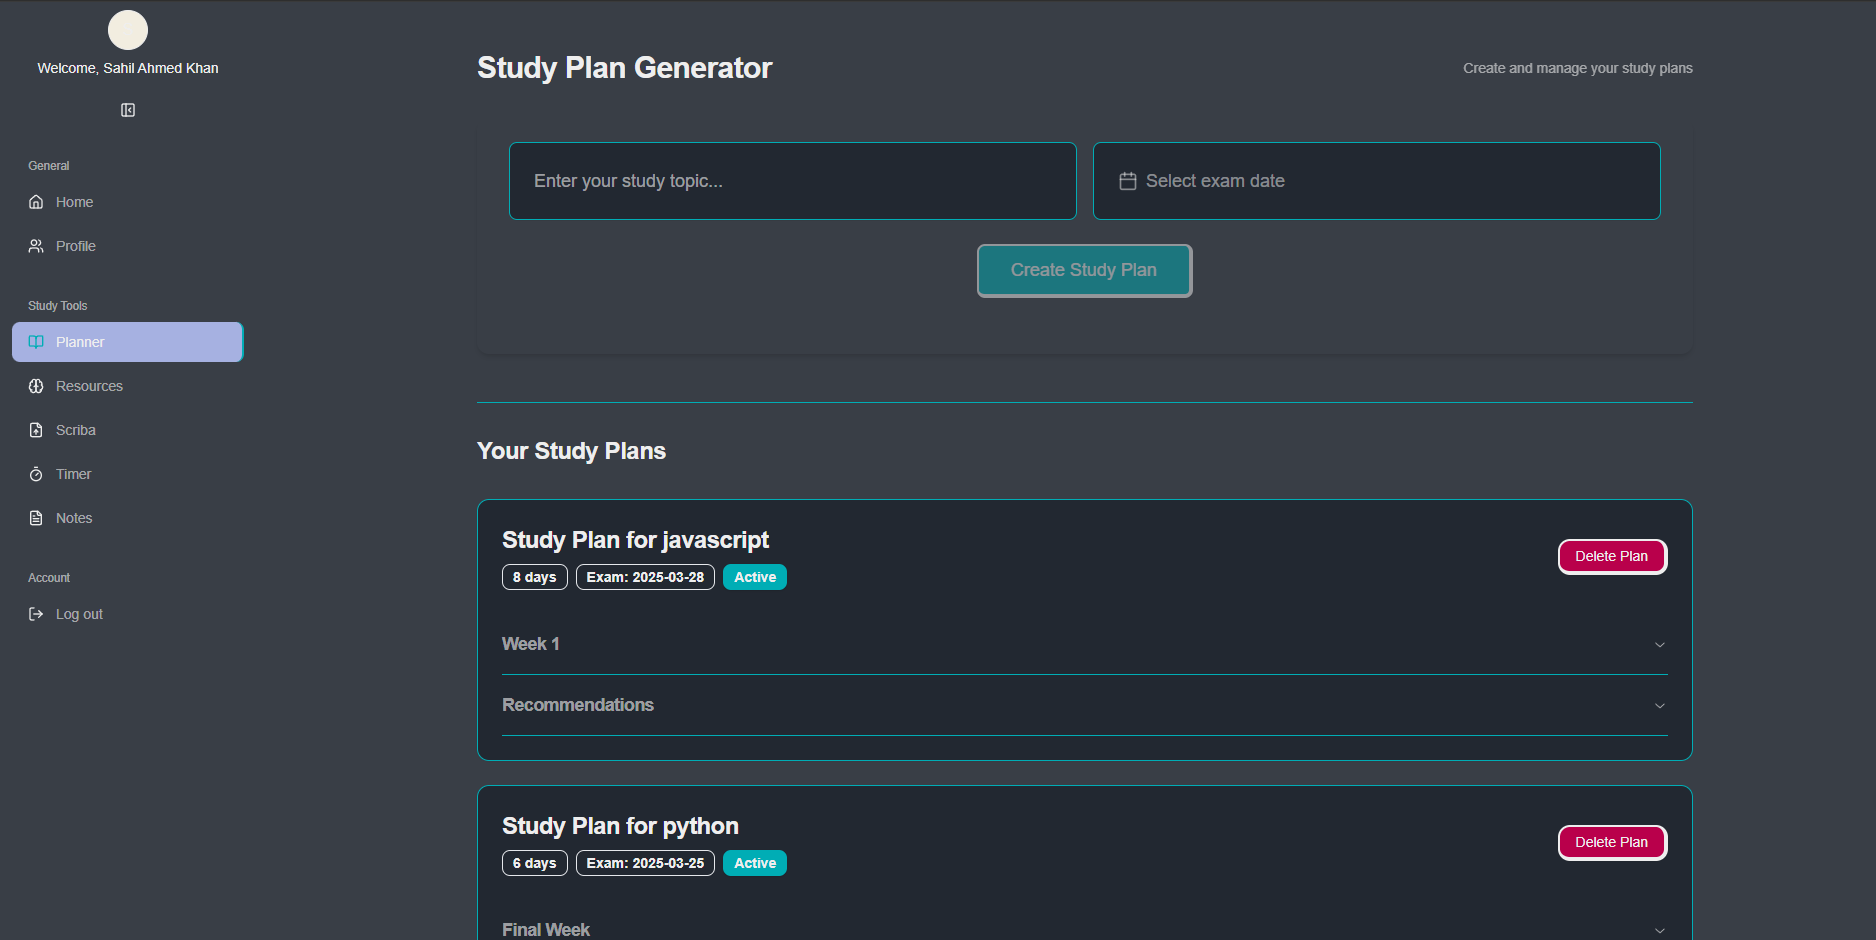 Welcome, Sahil Ahmed Khan
General
Home
Profile
Study Tools
Planner
Resources
Scriba
Timer
Notes
Account
Log out
Study Plan Generator
Create and manage your study plans
Enter your study topic...
Select exam date
Create Study Plan
Your Study Plans
Study Plan for javascript
8 days
Exam: 2025-03-28
Active
Delete Plan
Week 1
Recommendations
Study Plan for python
6 days
Exam: 2025-03-25
Active
Delete Plan
Final Week